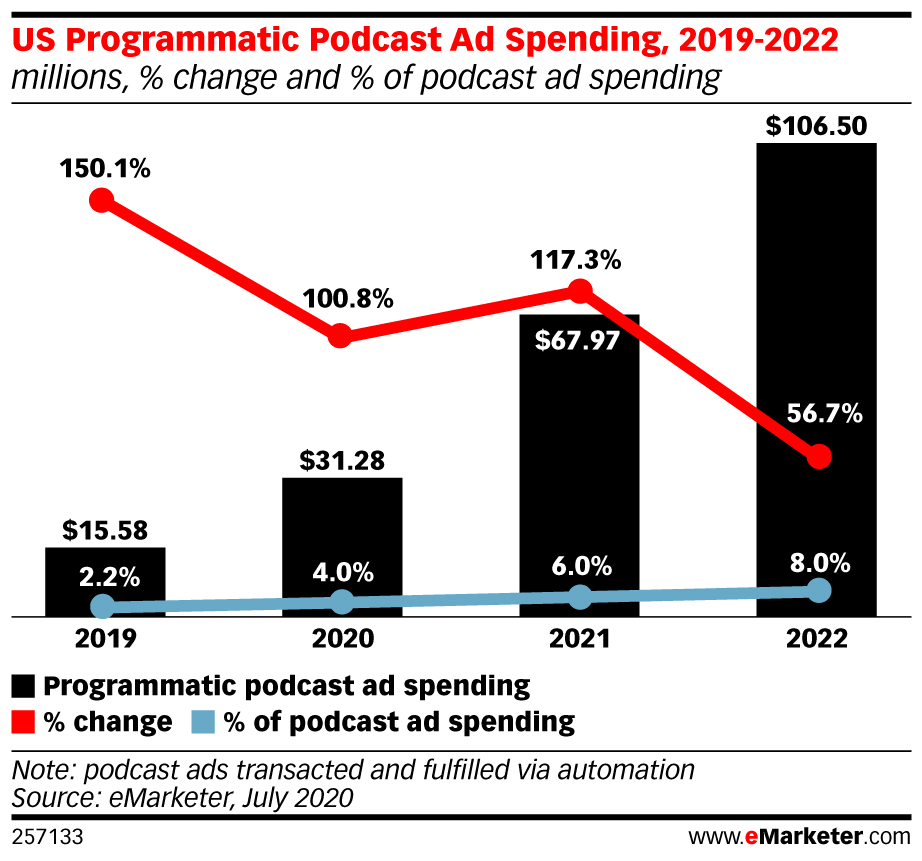 US Programmatic Podcast Ad Spending, 2019-2022
millions, % change and % of podcast ad spending
$106.50
150.1%
117.3%
100.8%
$67.97
56.7%
$31.28
$15.58
2.2%
4.0%
6.0%
8.0%
2019
2020
2021
2022
Programmatic podcast ad spending
% change
% of podcast ad spending
Note: podcast ads transacted and fulfilled via automation
Source: eMarketer, July 2020
257133
www.eMarketer.com